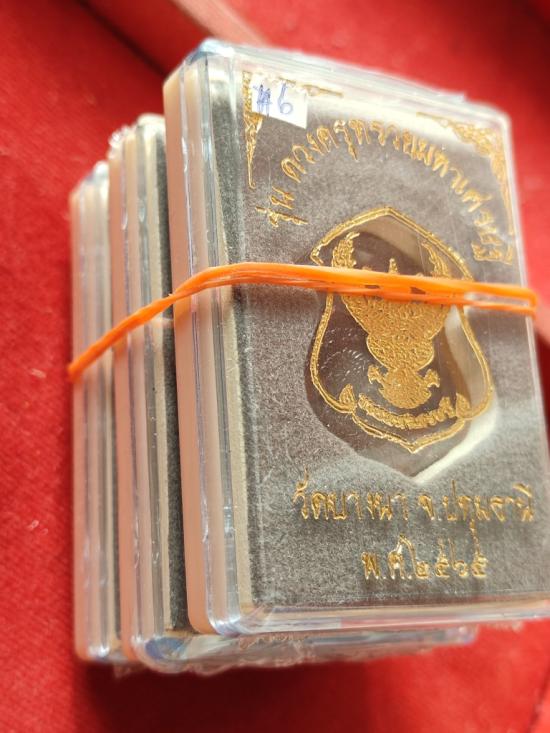 #6
รุ่น ดวงครุฑรวยมหาเศรษฐี
วัดบางนา จ.ปทุมธานี
พ.ศ.๒๕๖๕